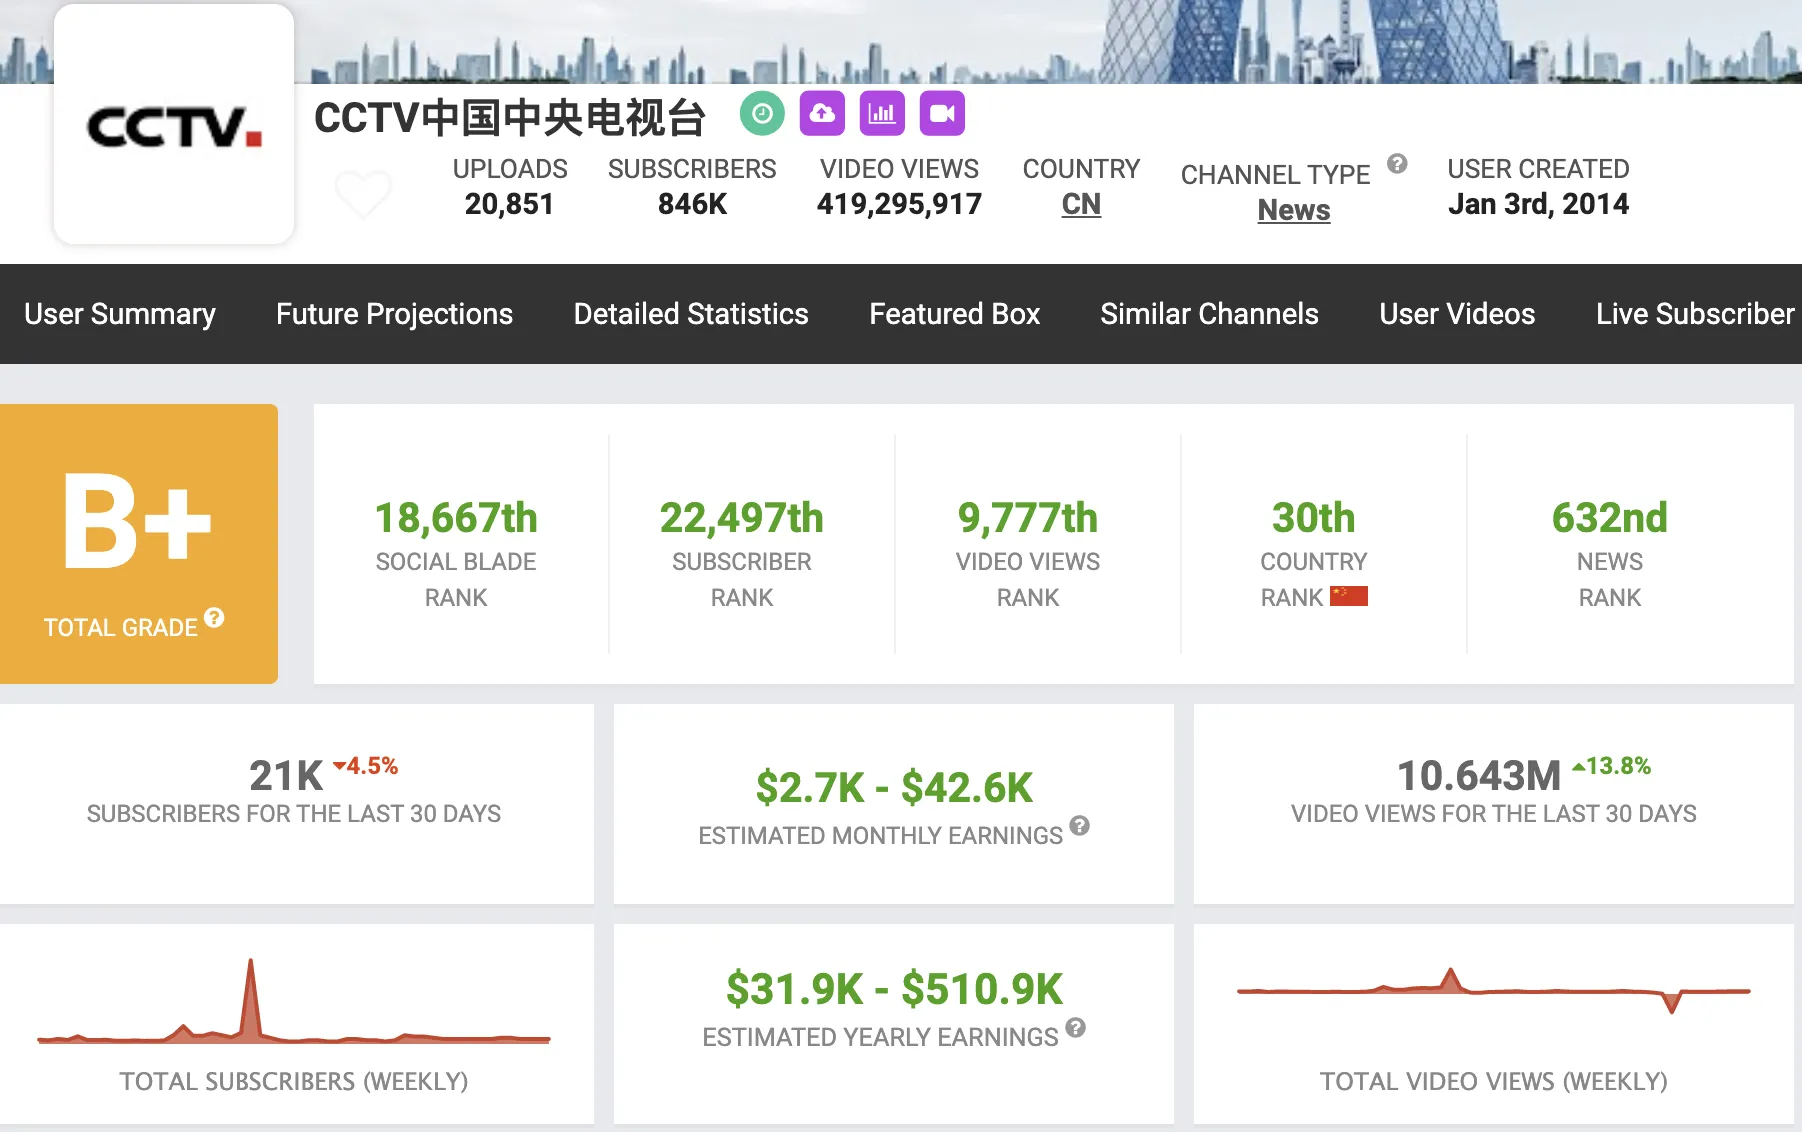 CCTV.
CCTV中国中央电视台
UPLOADS
20,851
SUBSCRIBERS
846K
VIDEO VIEWS
419,295,917
COUNTRY
CN
CHANNEL TYPE ?
News
USER CREATED
Jan 3rd, 2014
User Summary Future Projections Detailed Statistics Featured Box Similar Channels User Videos Live Subscriber
B+
TOTAL GRADE ?
18,667th
SOCIAL BLADE
RANK
22,497th
SUBSCRIBER
RANK
9,777th
VIDEO VIEWS
RANK
30th
COUNTRY
RANK
632nd
NEWS
RANK
21K 4.5%
SUBSCRIBERS FOR THE LAST 30 DAYS
$2.7K - $42.6K
ESTIMATED MONTHLY EARNINGS ?
10.643M 13.8%
VIDEO VIEWS FOR THE LAST 30 DAYS
TOTAL SUBSCRIBERS (WEEKLY)
$31.9K - $510.9K
ESTIMATED YEARLY EARNINGS ?
TOTAL VIDEO VIEWS (WEEKLY)